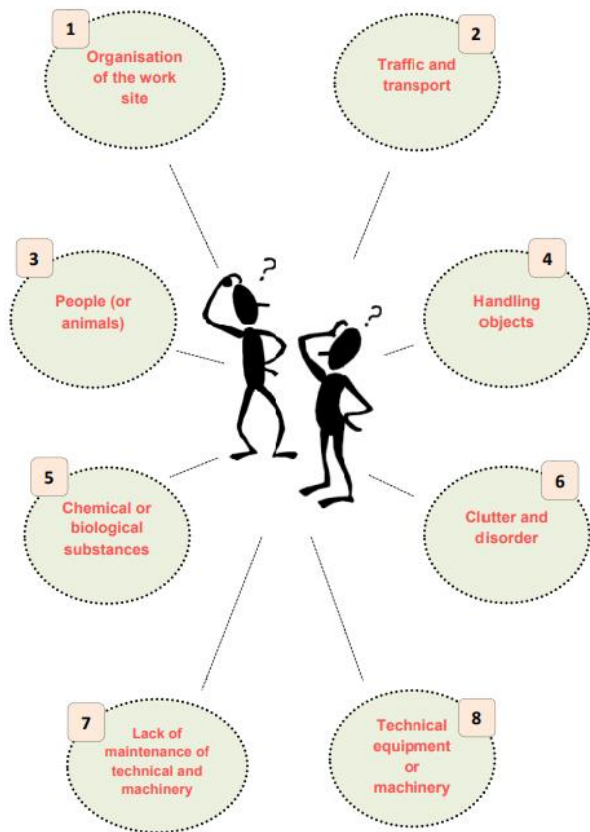 1
Organisation
of the work
site
2
Traffic and
transport
3
People (or
animals)
?
?
4
Handling
objects
5
Chemical or
biological
substances
6
Clutter and
disorder
7
Lack of
maintenance of
technical and
machinery
8
Technical
equipment
or
machinery